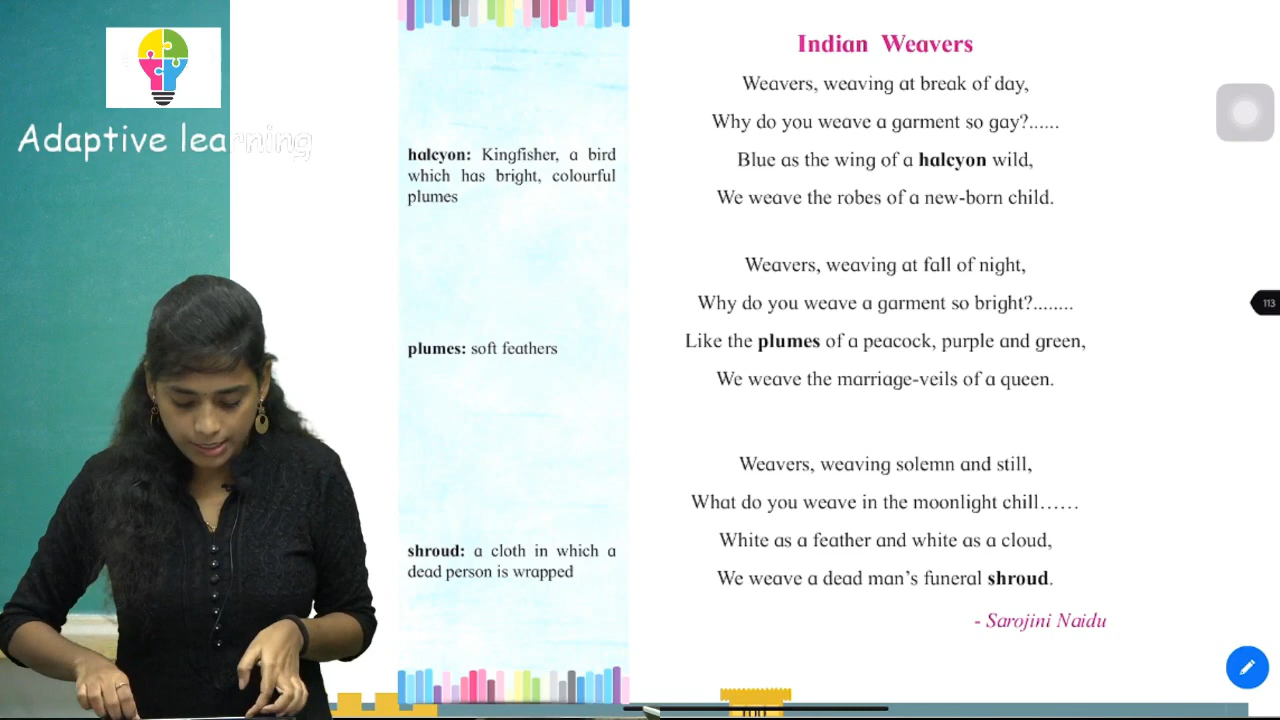 Adaptive learning
halcyon: Kingfisher, a bird
which has bright, colourful
plumes
plumes: soft feathers
shroud: a cloth in which a
dead person is wrapped
Indian Weavers
Weavers, weaving at break of day,
Why do you weave a garment so gay?......
Blue as the wing of a halcyon wild,
We weave the robes of a new-born child.
Weavers, weaving at fall of night,
Why do you weave a garment so bright?........
Like the plumes of a peacock, purple and green,
We weave the marriage-veils of a queen.
Weavers, weaving solemn and still,
What do you weave in the moonlight chill......
White as a feather and white as a cloud,
We weave a dead man's funeral shroud.
- Sarojini Naidu
113